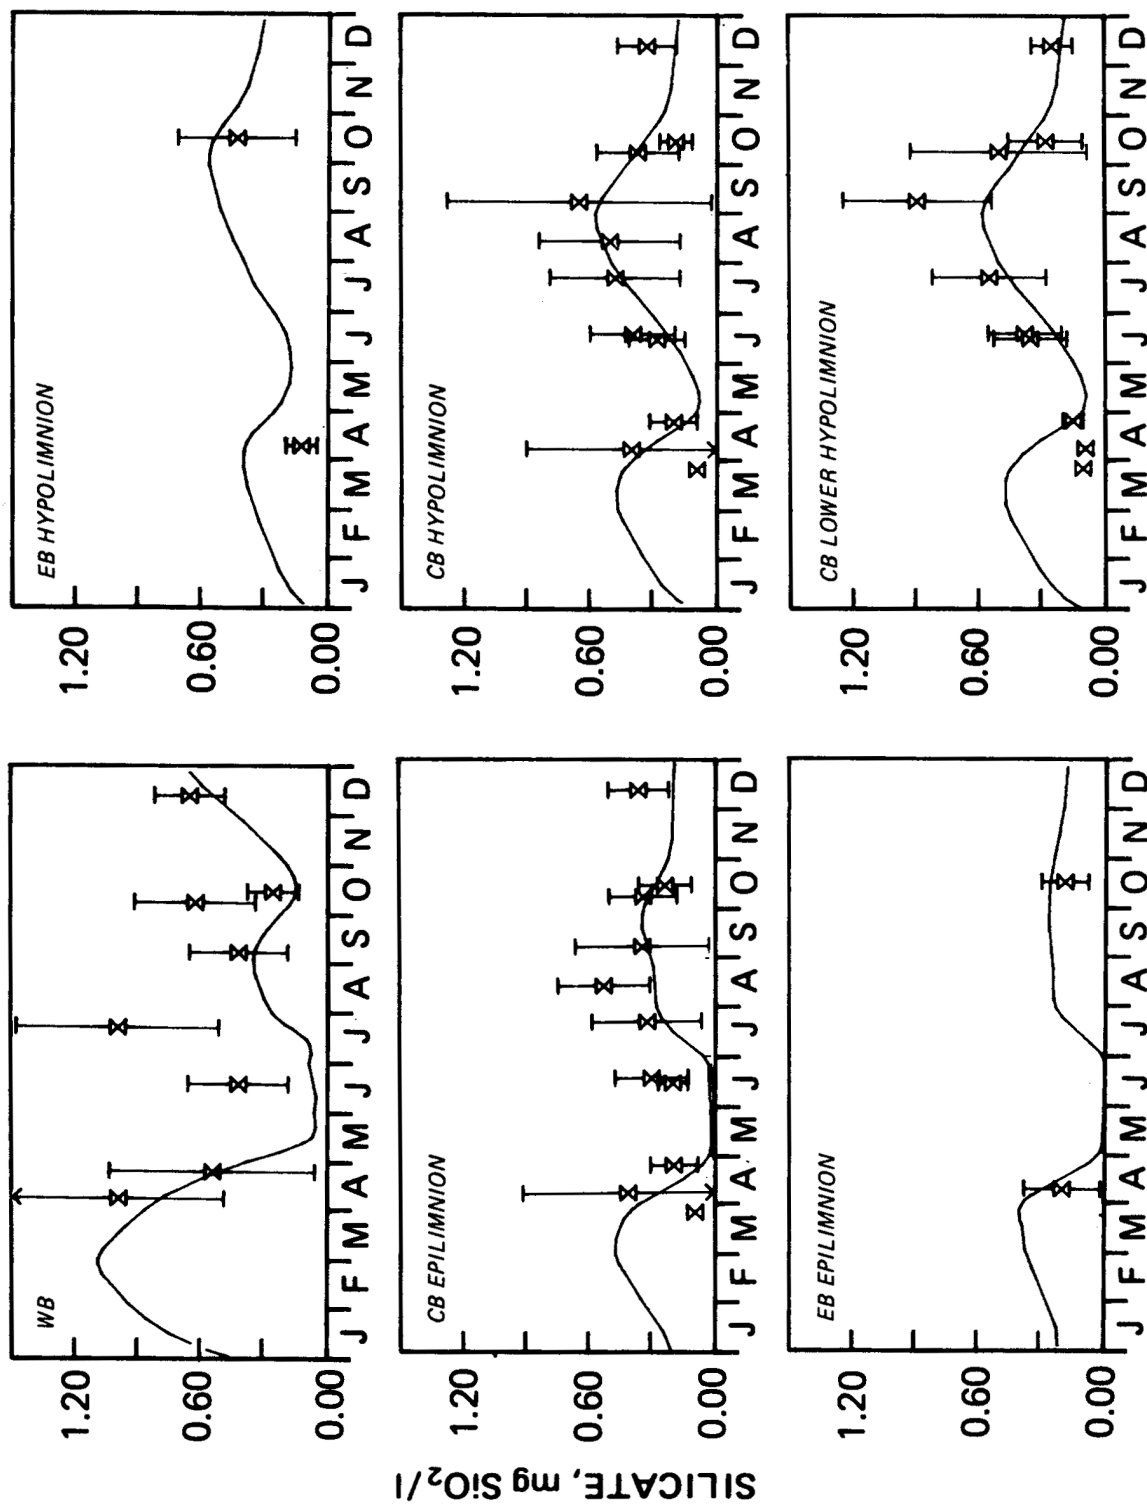 SILICATE, mg SiO₂/l
WB
1.20
0.60
0.00
J F M A M J J A S O N D
EB HYPOLIMNION
1.20
0.60
0.00
J F M A M J J A S O N D
CB EPILIMNION
1.20
0.60
0.00
J F M A M J J A S O N D
CB HYPOLIMNION
1.20
0.60
0.00
J F M A M J J A S O N D
EB EPILIMNION
1.20
0.60
0.00
J F M A M J J A S O N D
CB LOWER HYPOLIMNION
1.20
0.60
0.00
J F M A M J J A S O N D